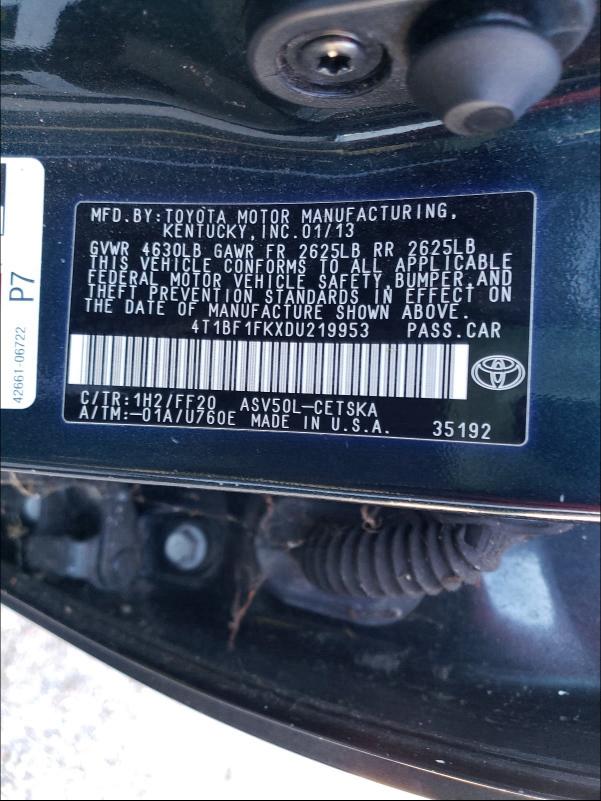 MFD. BY: TOYOTA MOTOR MANUFACTURING,
KENTUCKY, INC. 01/13
GVWR 4630LB GAWR FR 2625LB RR 2625LB
THIS VEHICLE CONFORMS TO ALL APPLICABLE
FEDERAL MOTOR VEHICLE SAFETY, BUMPER, AND
THEFT PREVENTION STANDARDS IN EFFECT ON
THE DATE OF MANUFACTURE SHOWN ABOVE.
4T1BF1FKXDU219953 PASS. CAR
C/TR: 1H2/FF20 ASV50L-CETSKA
A/TM: -01A/U760E MADE IN U.S.A. 35192
P7
42661-06722